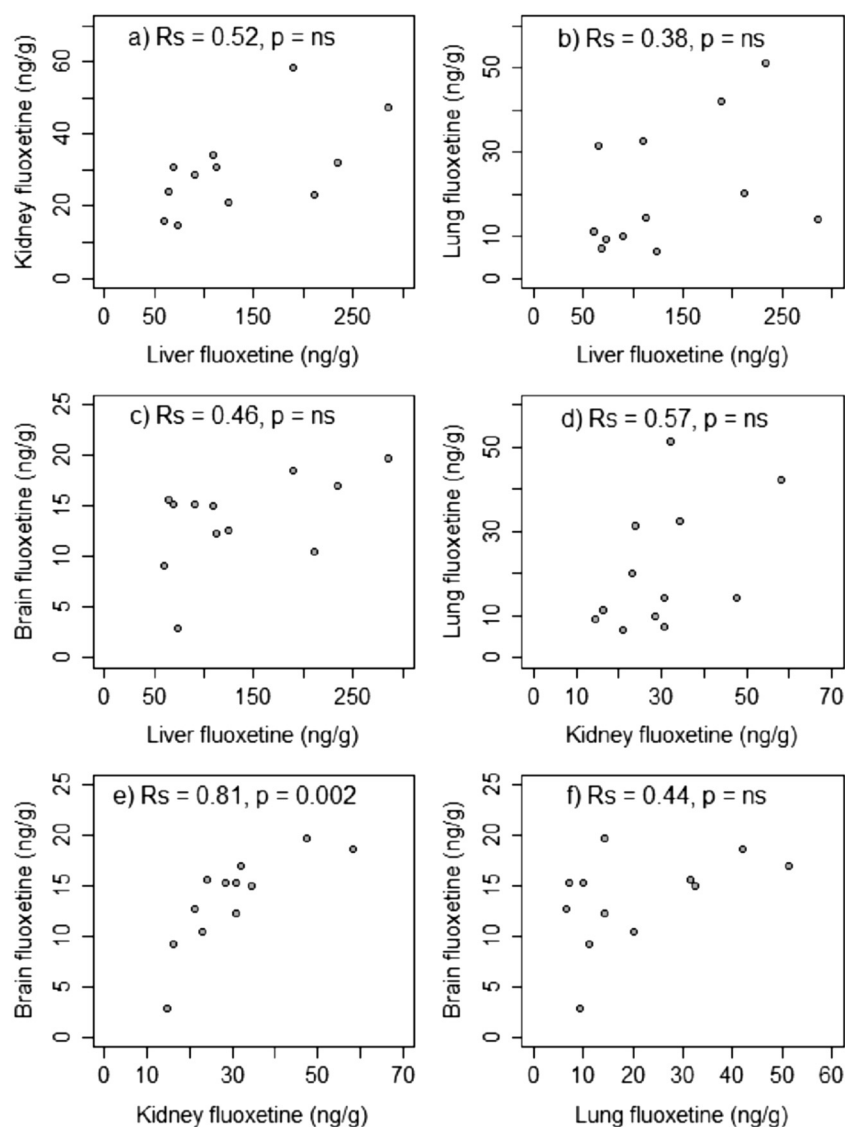 a) Rs = 0.52, p = ns
Kidney fluoxetine (ng/g)
0 20 40 60
0 50 150 250
Liver fluoxetine (ng/g)
b) Rs = 0.38, p = ns
Lung fluoxetine (ng/g)
0 10 30 50
0 50 150 250
Liver fluoxetine (ng/g)
c) Rs = 0.46, p = ns
Brain fluoxetine (ng/g)
0 5 10 15 20 25
0 50 150 250
Liver fluoxetine (ng/g)
d) Rs = 0.57, p = ns
Lung fluoxetine (ng/g)
0 10 30 50
0 10 30 50 70
Kidney fluoxetine (ng/g)
e) Rs = 0.81, p = 0.002
Brain fluoxetine (ng/g)
0 5 10 15 20 25
0 10 30 50 70
Kidney fluoxetine (ng/g)
f) Rs = 0.44, p = ns
Brain fluoxetine (ng/g)
0 5 10 15 20 25
0 10 20 30 40 50 60
Lung fluoxetine (ng/g)